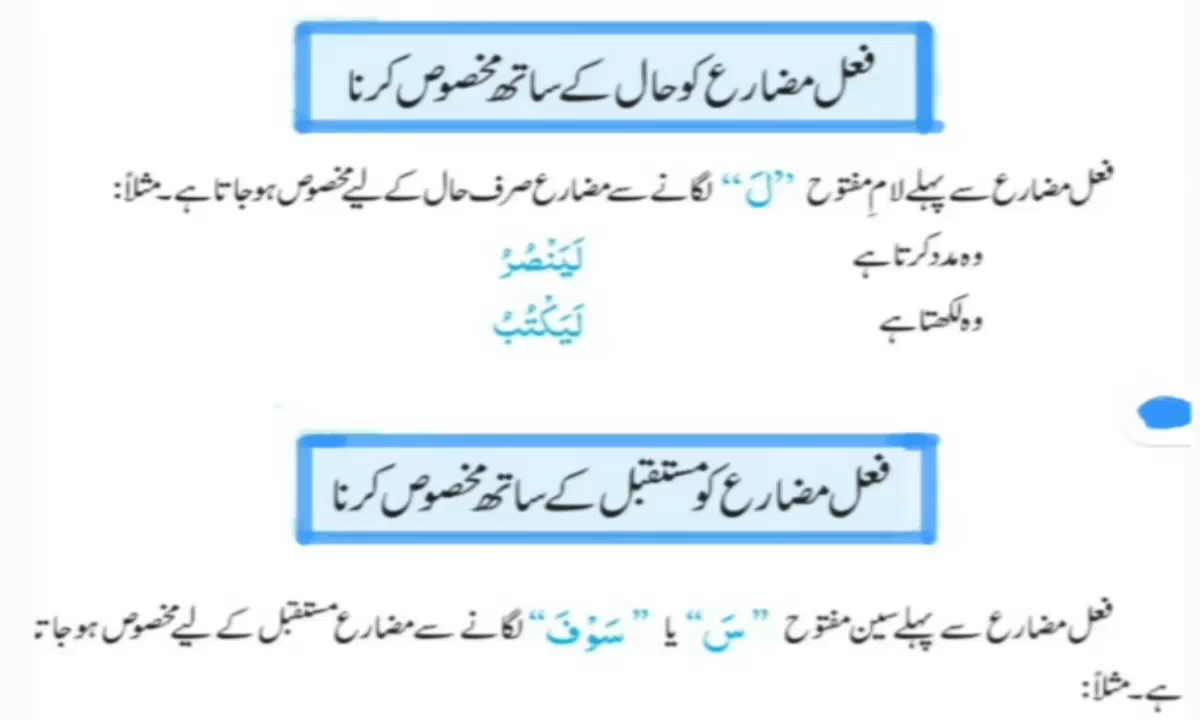 فعل مضارع کو حال کے ساتھ مخصوص کرنا
فعل مضارع سے پہلے لامِ مفتوح ”لَ“ لگانے سے مضارع صرف حال کے لیے مخصوص ہو جاتا ہے۔ مثلاً:
وہ مدد کرتا ہے لَیَنْصُرُ
وہ لکھتا ہے لَیَکْتُبُ
فعل مضارع کو مستقبل کے ساتھ مخصوص کرنا
فعل مضارع سے پہلے سین مفتوح ”سَ“ یا ”سَوْفَ“ لگانے سے مضارع مستقبل کے لیے مخصوص ہو جاتا
ہے۔ مثلاً: